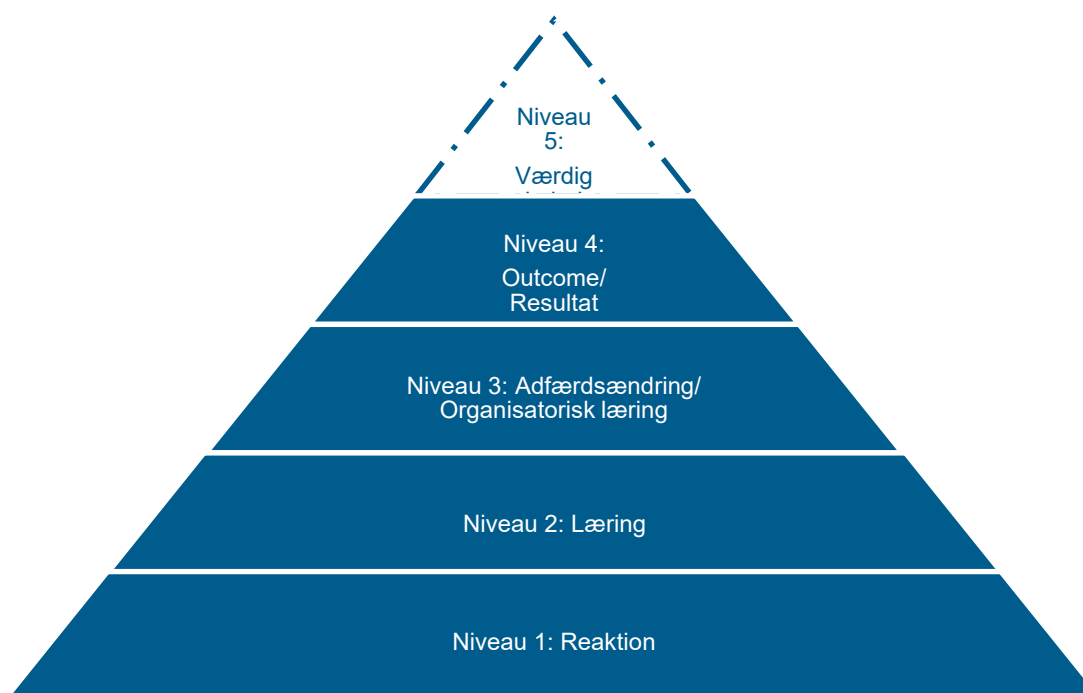 Niveau
5:
Værdig
Niveau 4:
Outcome/
Resultat
Niveau 3: Adfærdsændring/
Organisatorisk læring
Niveau 2: Læring
Niveau 1: Reaktion